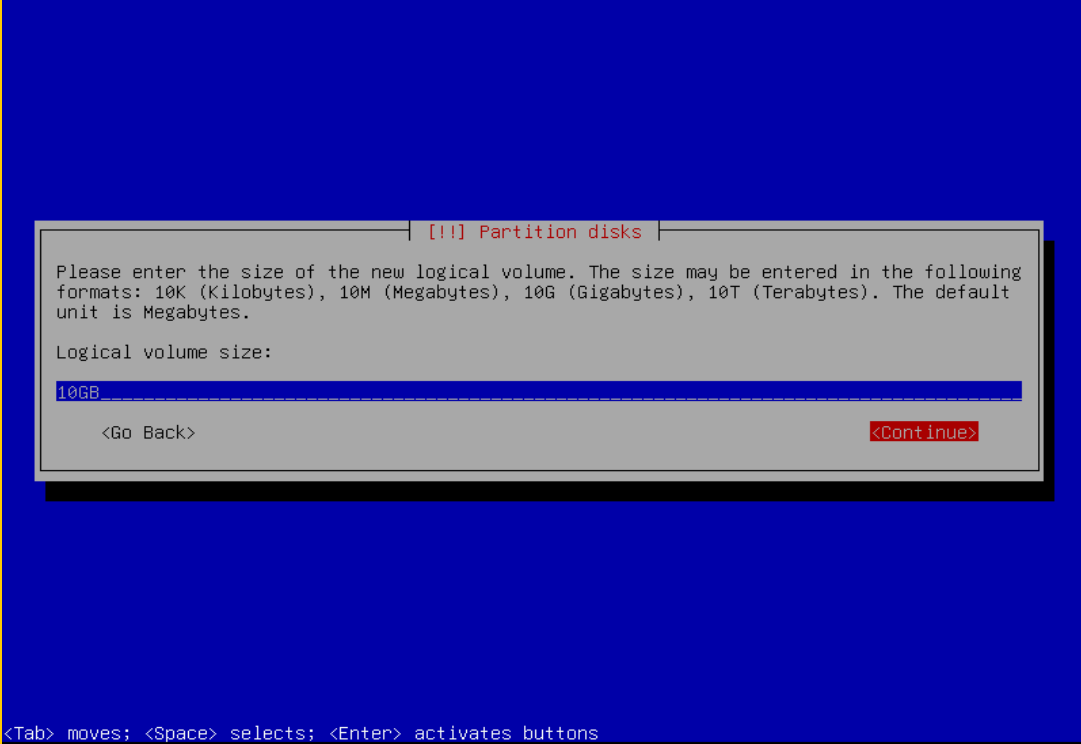 [!!] Partition disks
Please enter the size of the new logical volume. The size may be entered in the following
formats: 10K (Kilobytes), 10M (Megabytes), 10G (Gigabytes), 10T (Terabytes). The default
unit is Megabytes.
Logical volume size:
10GB
<Go Back> <Continue>
<Tab> moves; <Space> selects; <Enter> activates buttons